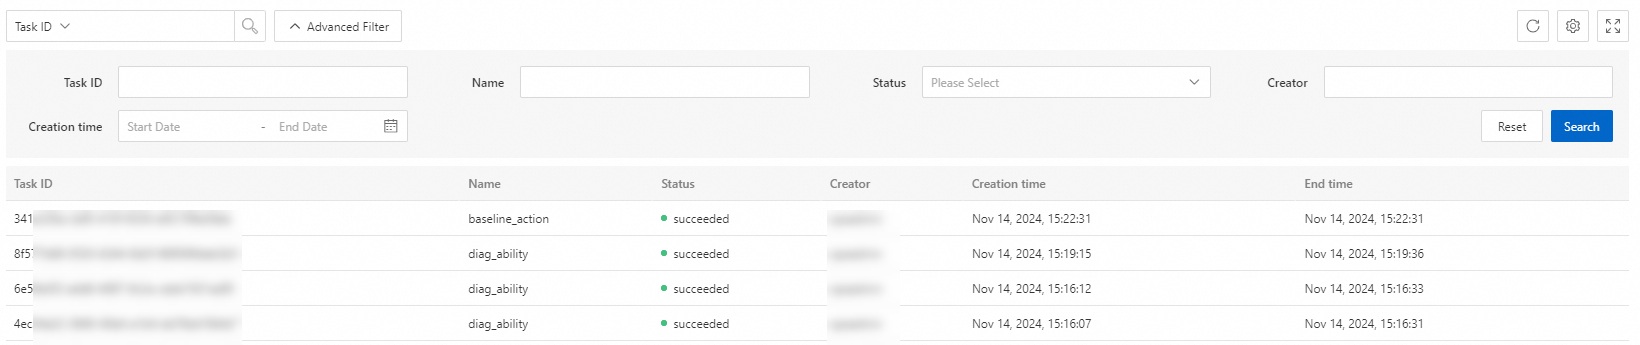 Task ID Advanced Filter
Task ID Name Status Please Select Creator
Creation time Start Date - End Date Reset Search
Task ID Name Status Creator Creation time End time
341 baseline_action succeeded Nov 14, 2024, 15:22:31 Nov 14, 2024, 15:22:31
8f57 diag_ability succeeded Nov 14, 2024, 15:19:15 Nov 14, 2024, 15:19:36
6e5 diag_ability succeeded Nov 14, 2024, 15:16:12 Nov 14, 2024, 15:16:33
4ec diag_ability succeeded Nov 14, 2024, 15:16:07 Nov 14, 2024, 15:16:31